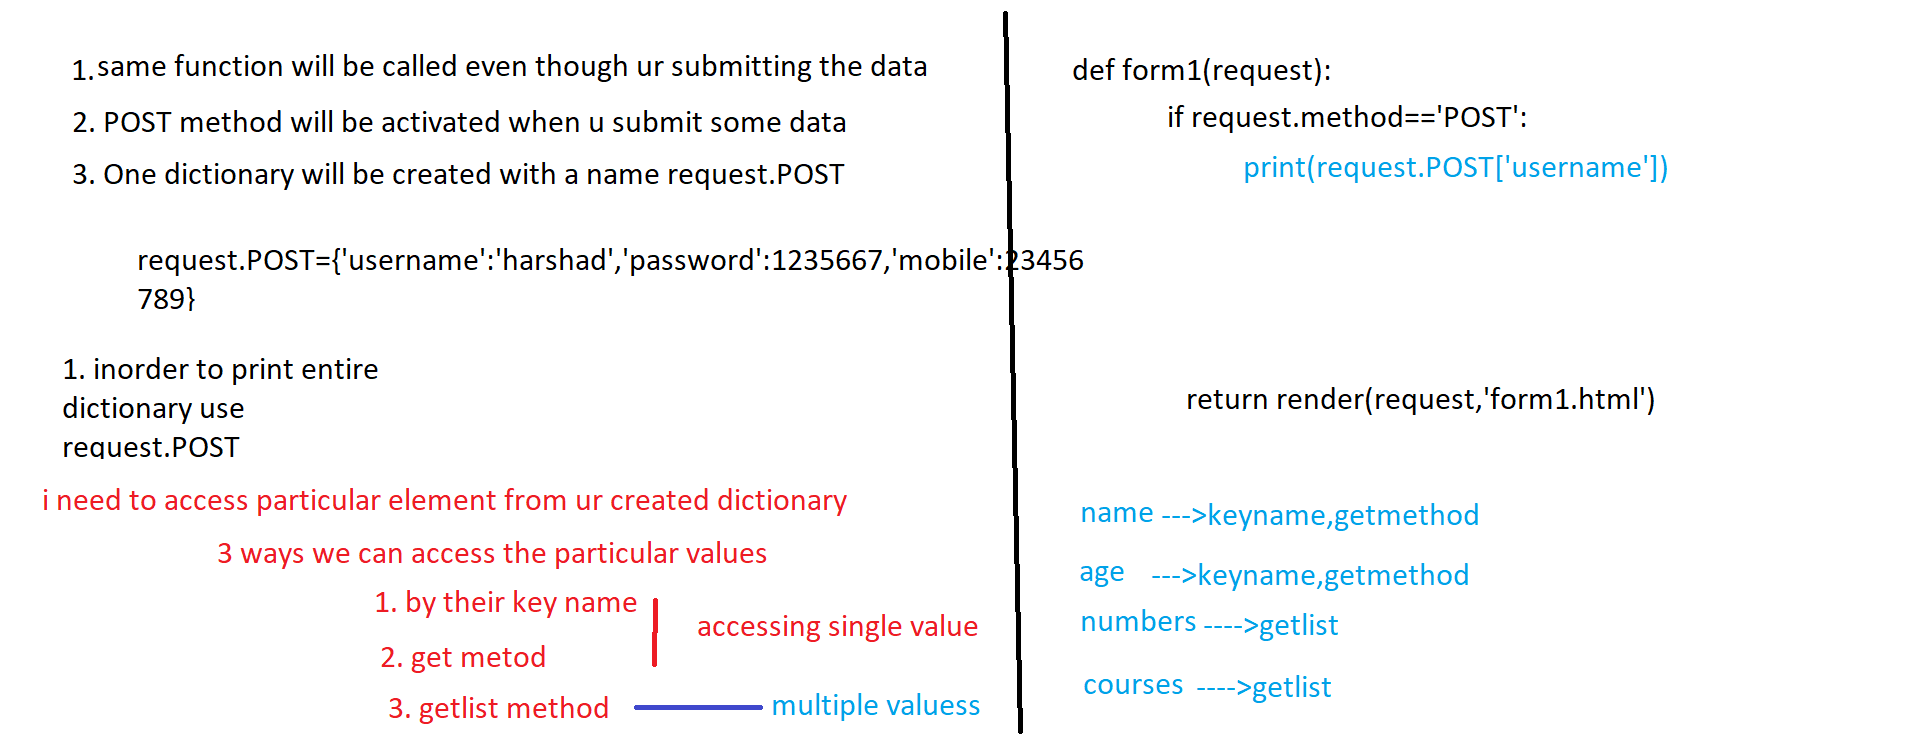 1.same function will be called even though ur submitting the data
2. POST method will be activated when u submit some data
3. One dictionary will be created with a name request.POST
request.POST={'username':'harshad','password':1235667,'mobile':23456
789}
1. inorder to print entire
dictionary use
request.POST
i need to access particular element from ur created dictionary
3 ways we can access the particular values
1. by their key name
accessing single value
2. get metod
3. getlist method
multiple valuess
def form1(request):
if request.method=='POST':
print(request.POST['username'])
return render(request,'form1.html')
name --->keyname,getmethod
age --->keyname,getmethod
numbers ---->getlist
courses ---->getlist